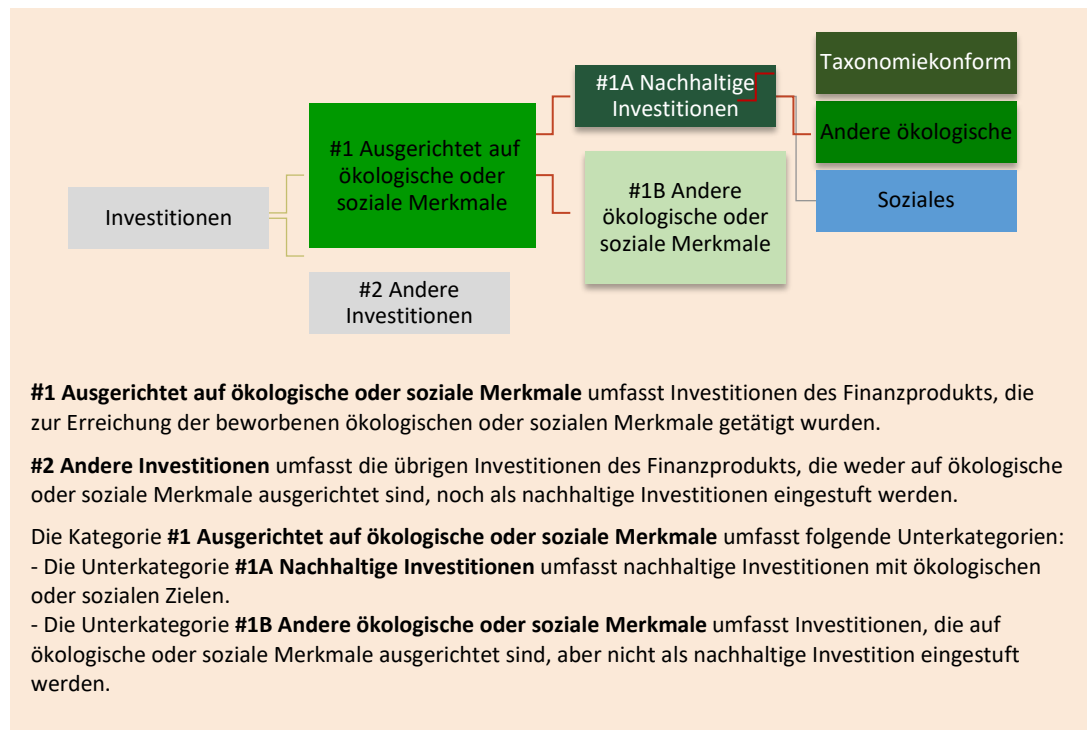 Taxonomiekonform
#1A Nachhaltige
Investitionen
Andere ökologische
#1 Ausgerichtet auf
ökologische oder
soziale Merkmale
#1B Andere
ökologische oder
soziale Merkmale
Soziales
Investitionen
#2 Andere
Investitionen
#1 Ausgerichtet auf ökologische oder soziale Merkmale umfasst Investitionen des Finanzprodukts, die
zur Erreichung der beworbenen ökologischen oder sozialen Merkmale getätigt wurden.
#2 Andere Investitionen umfasst die übrigen Investitionen des Finanzprodukts, die weder auf ökologische
oder soziale Merkmale ausgerichtet sind, noch als nachhaltige Investitionen eingestuft werden.
Die Kategorie #1 Ausgerichtet auf ökologische oder soziale Merkmale umfasst folgende Unterkategorien:
- Die Unterkategorie #1A Nachhaltige Investitionen umfasst nachhaltige Investitionen mit ökologischen
oder sozialen Zielen.
- Die Unterkategorie #1B Andere ökologische oder soziale Merkmale umfasst Investitionen, die auf
ökologische oder soziale Merkmale ausgerichtet sind, aber nicht als nachhaltige Investition eingestuft
werden.